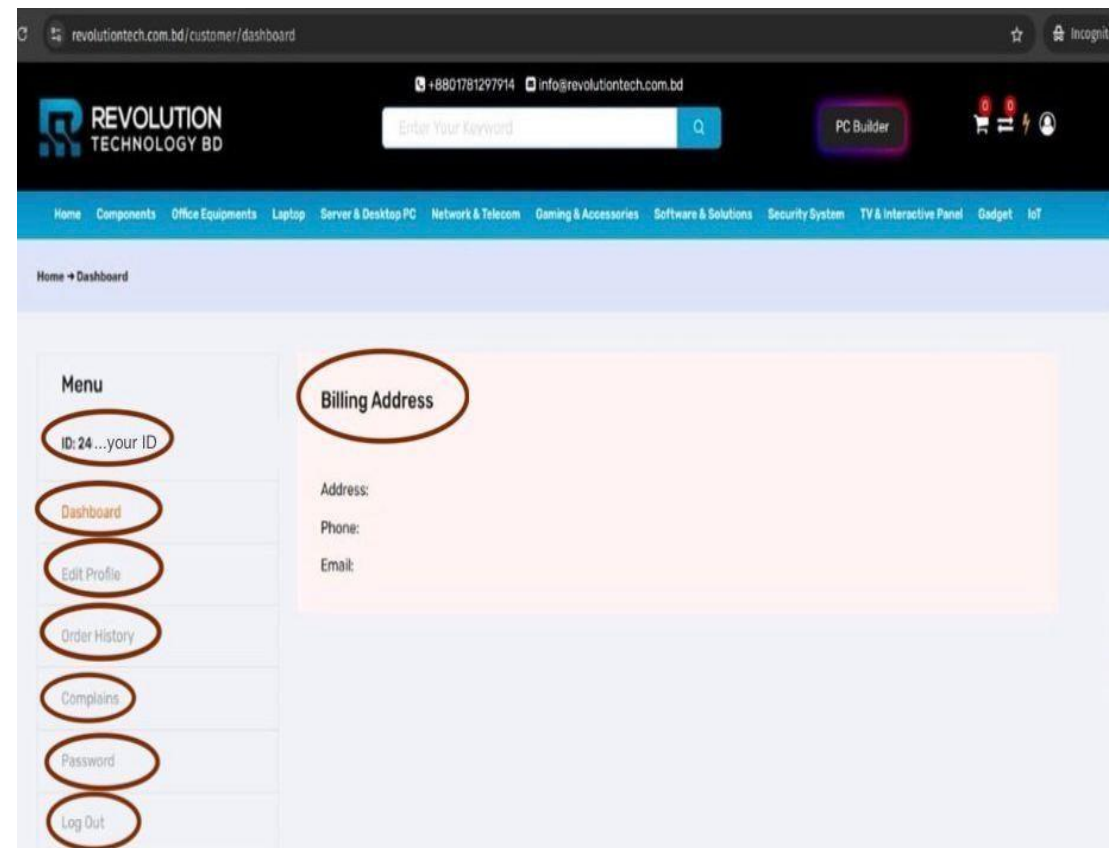 revolutiontech.com.bd/customer/dashboard
Incognit
+8801781297914 info@revolutiontech.com.bd
REVOLUTION
TECHNOLOGY BD
Enter Your Keyword
PC Builder
0 0
Home Components Office Equipments Laptop Server & Desktop PC Network & Telecom Gaming & Accessories Software & Solutions Security System TV & Interactive Panel Gadget IoT
Home → Dashboard
Menu
ID: 24...your ID
Dashboard
Edit Profile
Order History
Complains
Password
Log Out
Billing Address
Address:
Phone:
Email: